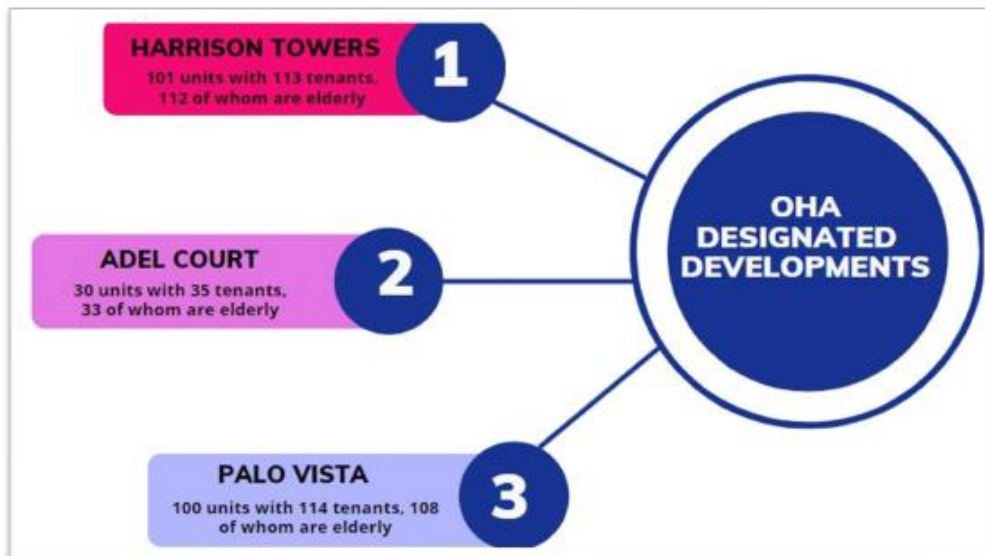 HARRISON TOWERS
101 units with 113 tenants,
112 of whom are elderly
1
ADEL COURT
30 units with 35 tenants,
33 of whom are elderly
2
PALO VISTA
100 units with 114 tenants, 108
of whom are elderly
3
OHA
DESIGNATED
DEVELOPMENTS